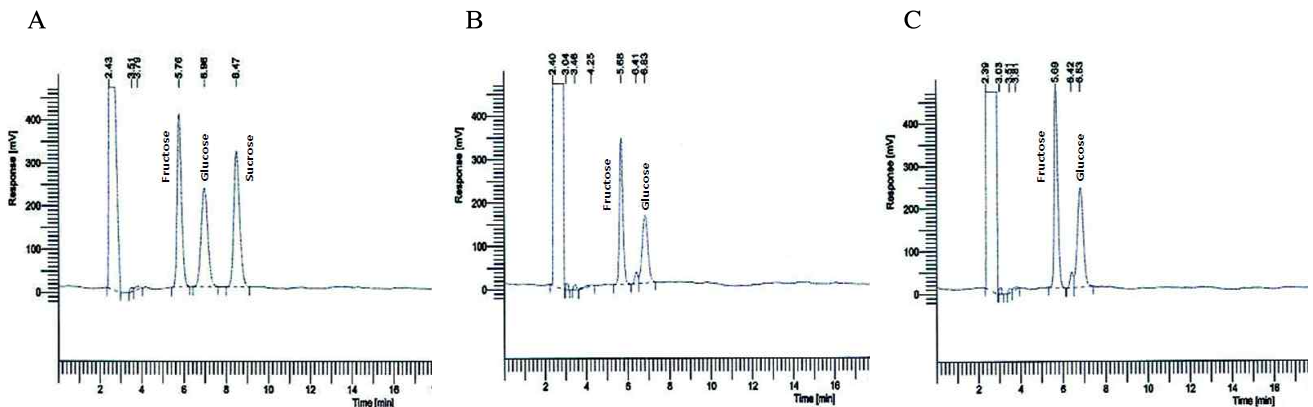 A
2.43
3.51
3.79
5.76
6.96
8.47
Fructose
Glucose
Sucrose
Response [mV]
400
300
200
100
0
2 4 6 8 10 12 14 16
Time [min]
B
2.40
3.04
3.46
4.25
5.68
6.41
6.83
Fructose
Glucose
Response [mV]
400
300
200
100
0
2 4 6 8 10 12 14 16
Time [min]
C
2.39
3.03
3.51
3.81
5.69
6.42
6.83
Fructose
Glucose
Response [mV]
400
300
200
100
0
2 4 6 8 10 12 14 16
Time [min]